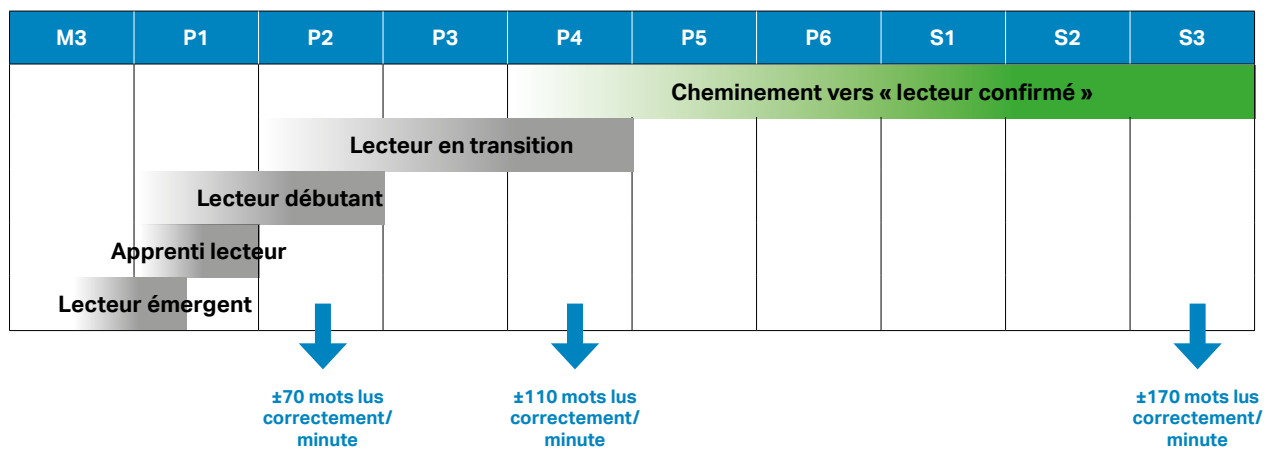 M3 P1 P2 P3 P4 P5 P6 S1 S2 S3
Cheminement vers « lecteur confirmé »
Lecteur en transition
Lecteur débutant
Apprenti lecteur
Lecteur émergent
±70 mots lus
correctement/
minute
±110 mots lus
correctement/
minute
±170 mots lus
correctement/
minute